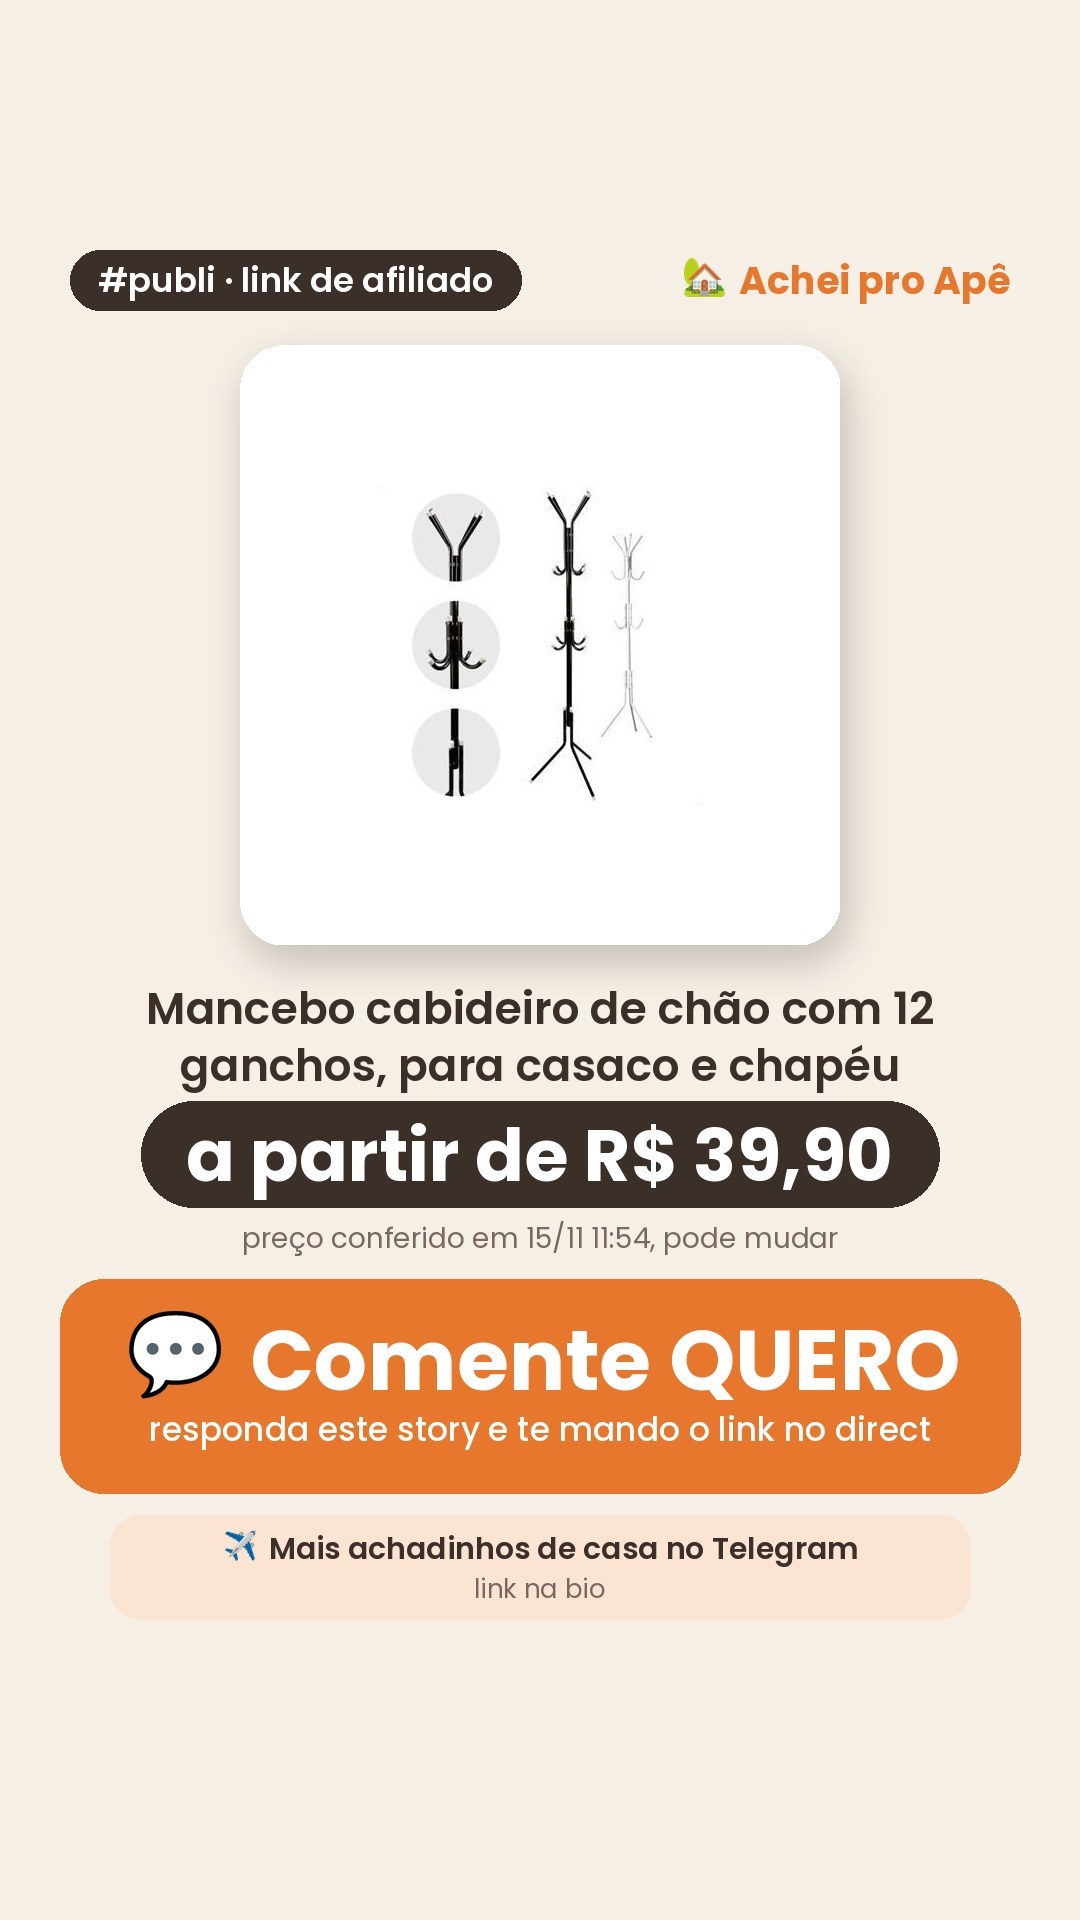 #publi · link de afiliado
🏡 Achei pro Apê
Mancebo cabideiro de chão com 12
ganchos, para casaco e chapéu
a partir de R$ 39,90
preço conferido em 15/11 11:54, pode mudar
💬 Comente QUERO
responda este story e te mando o link no direct
✈️ Mais achadinhos de casa no Telegram
link na bio